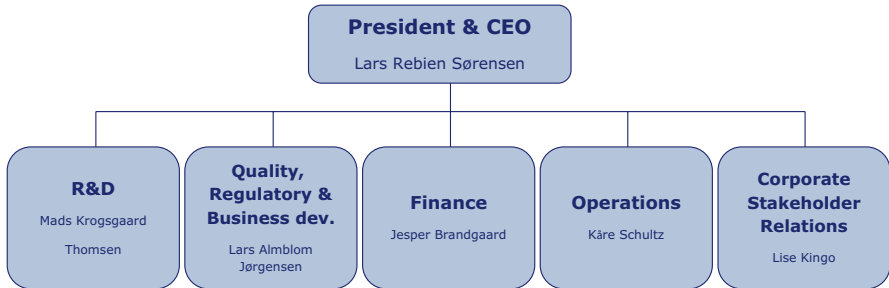 President & CEO
Lars Rebien Sørensen
R&D
Mads Krogsgaard
Thomsen
Quality,
Regulatory &
Business dev.
Lars Almblom
Jørgensen
Finance
Jesper Brandgaard
Operations
Kåre Schultz
Corporate
Stakeholder
Relations
Lise Kingo